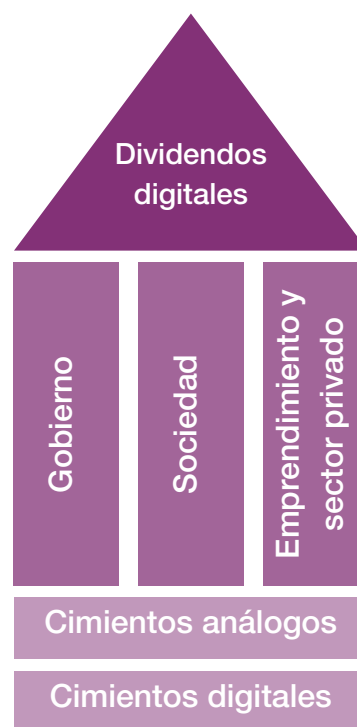 Dividendos
digitales
Gobierno
Sociedad
Emprendimiento y
sector privado
Cimientos análogos
Cimientos digitales